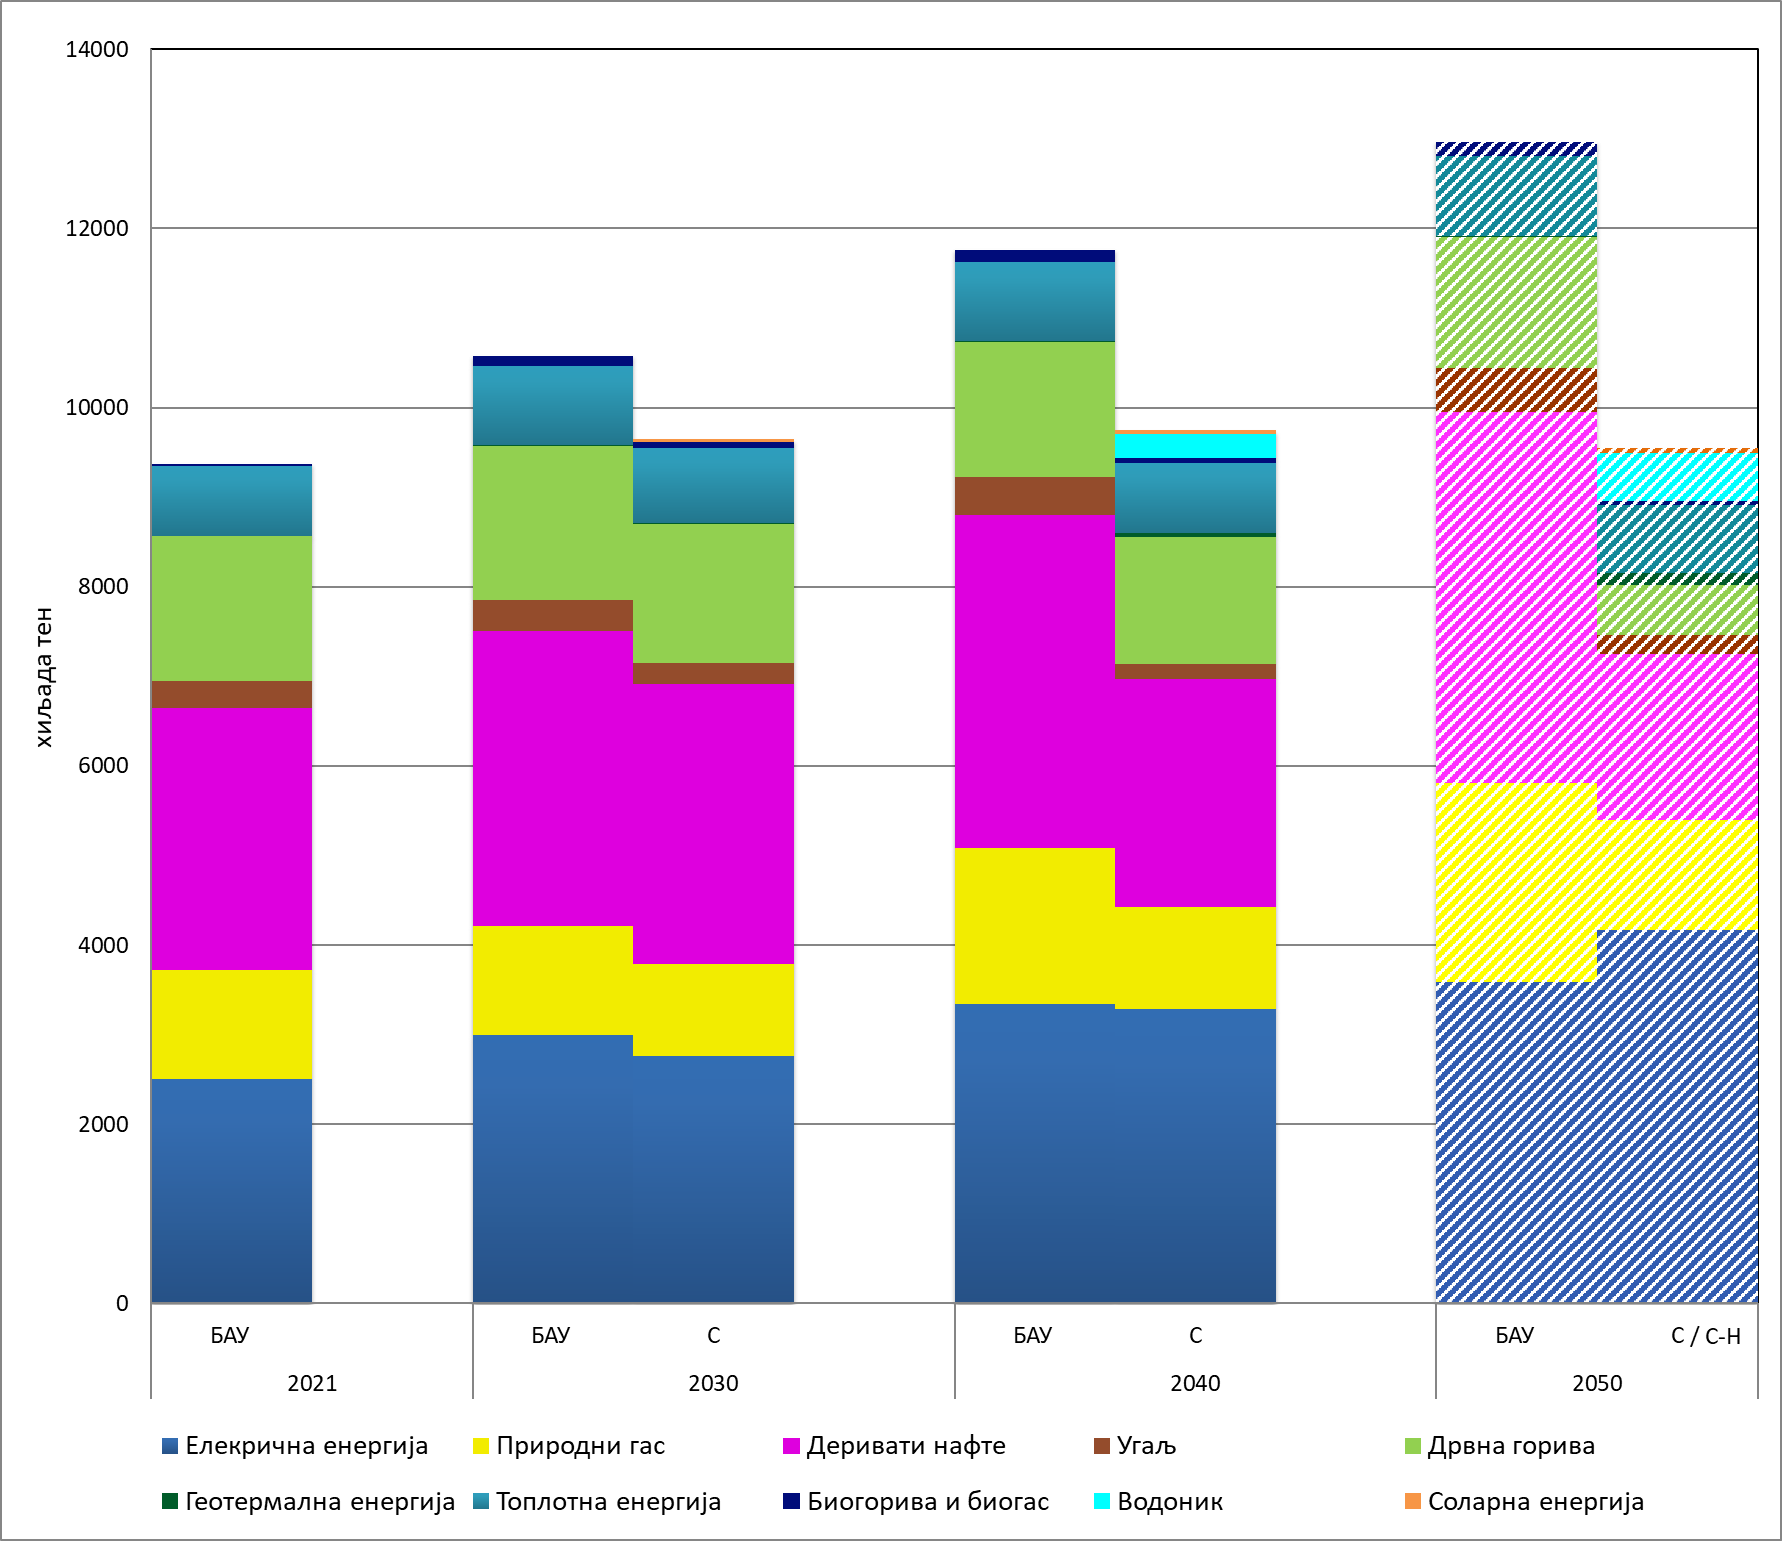 14000
12000
10000
8000
6000
4000
2000
0
хиљада тен
БАУ БАУ С БАУ С БАУ С / С-Н
2021 2030 2040 2050
Елекрична енергија Природни гас Деривати нафте Угаљ Дрвна горива
Геотермална енергија Топлотна енергија Биогорива и биогас Водоник Соларна енергија